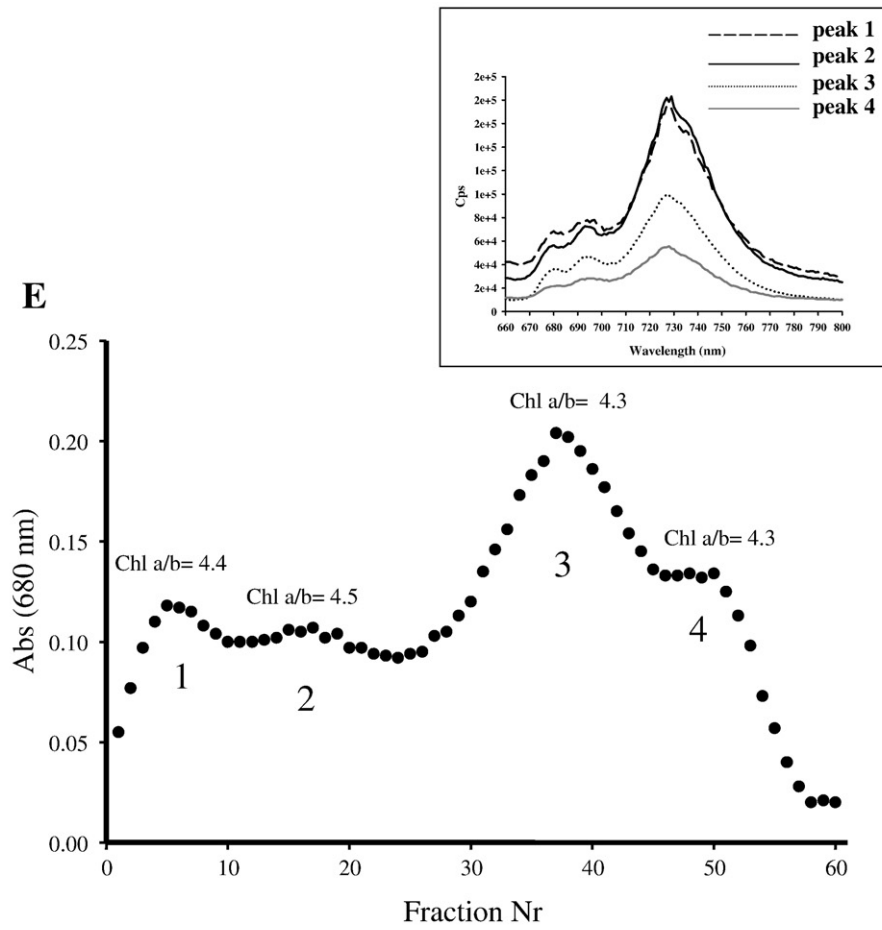 peak 1
peak 2
peak 3
peak 4
2e+5
2e+5
2e+5
1e+5
1e+5
1e+5
8e+4
6e+4
4e+4
2e+4
0
Cps
660 670 680 690 700 710 720 730 740 750 760 770 780 790 800
Wavelength (nm)
E
0.25
0.20
0.15
0.10
0.05
0.00
Abs (680 nm)
Chl a/b= 4.3
Chl a/b= 4.4
Chl a/b= 4.5
Chl a/b= 4.3
1
2
3
4
0 10 20 30 40 50 60
Fraction Nr